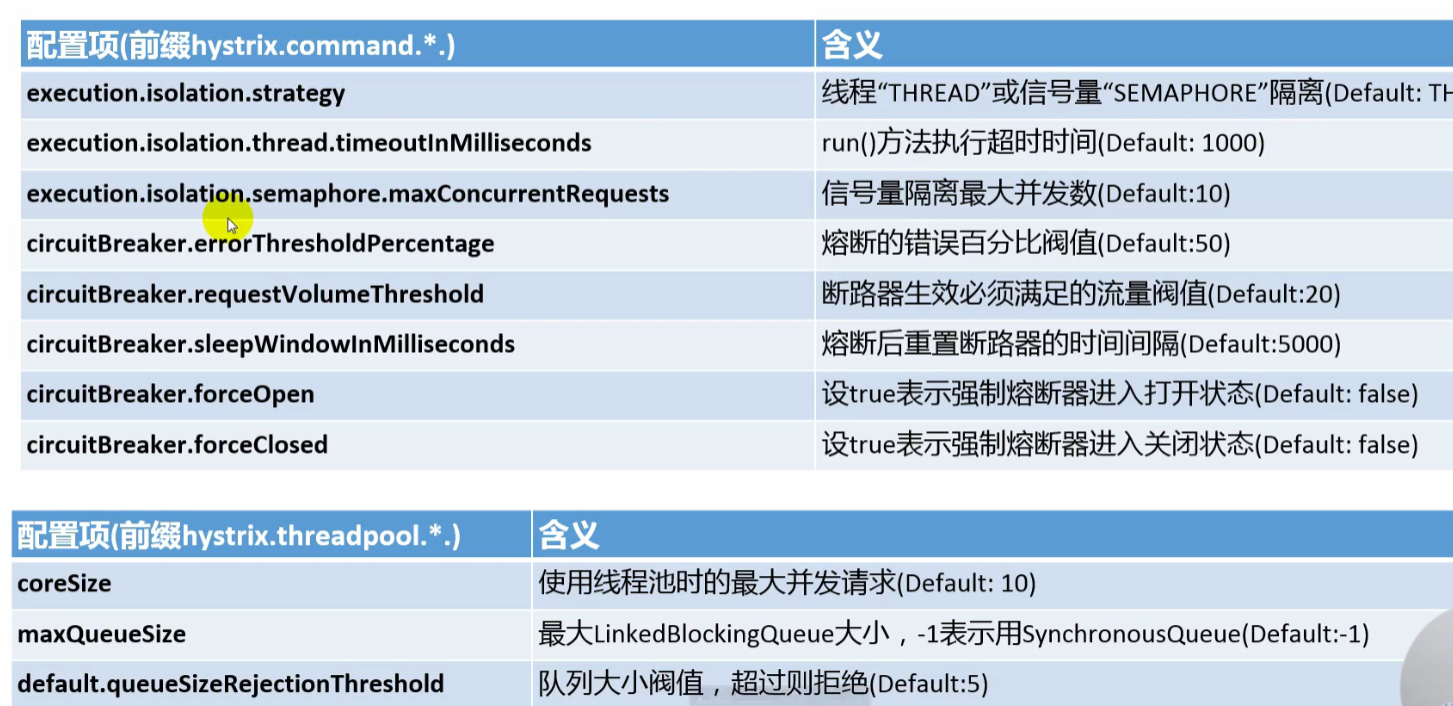 配置项(前缀hystrix.command.*.) 含义
execution.isolation.strategy 线程“THREAD”或信号量“SEMAPHORE”隔离(Default: TH
execution.isolation.thread.timeoutInMilliseconds run()方法执行超时时间(Default: 1000)
execution.isolation.semaphore.maxConcurrentRequests 信号量隔离最大并发数(Default:10)
circuitBreaker.errorThresholdPercentage 熔断的错误百分比阀值(Default:50)
circuitBreaker.requestVolumeThreshold 断路器生效必须满足的流量阀值(Default:20)
circuitBreaker.sleepWindowInMilliseconds 熔断后重置断路器的时间间隔(Default:5000)
circuitBreaker.forceOpen 设true表示强制熔断器进入打开状态(Default: false)
circuitBreaker.forceClosed 设true表示强制熔断器进入关闭状态(Default: false)
配置项(前缀hystrix.threadpool.*.) 含义
coreSize 使用线程池时的最大并发请求(Default: 10)
maxQueueSize 最大LinkedBlockingQueue大小，-1表示用SynchronousQueue(Default:-1)
default.queueSizeRejectionThreshold 队列大小阀值，超过则拒绝(Default:5)